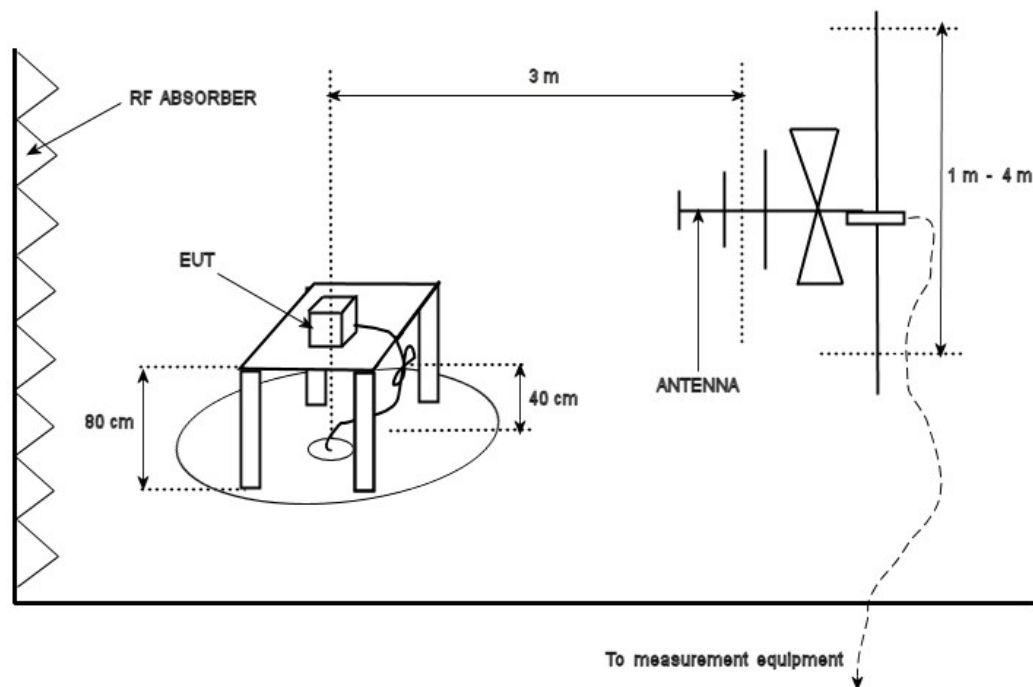 3 m
RF ABSORBER
1 m - 4 m
EUT
ANTENNA
40 cm
80 cm
To measurement equipment